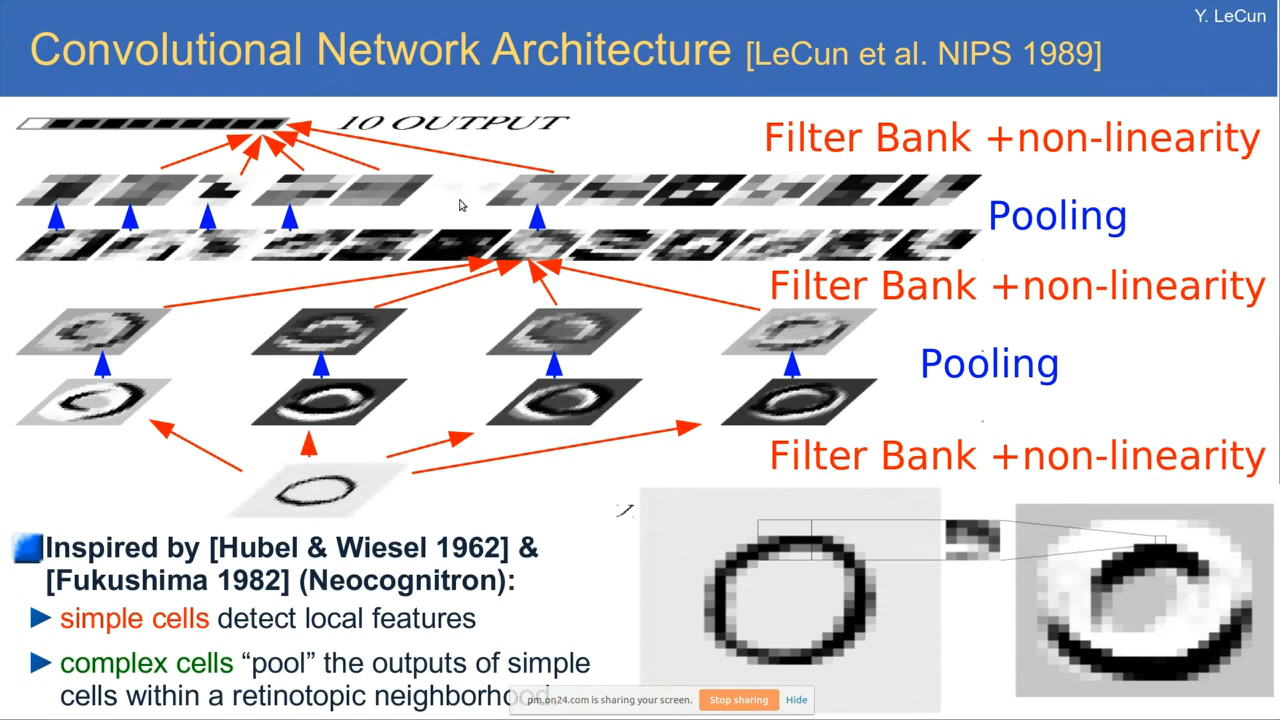 Y. LeCun
Convolutional Network Architecture [LeCun et al. NIPS 1989]
10 OUTPUT
Filter Bank +non-linearity
Pooling
Filter Bank +non-linearity
Pooling
Filter Bank +non-linearity
Inspired by [Hubel & Wiesel 1962] &
[Fukushima 1982] (Neocognitron):
simple cells detect local features
complex cells “pool” the outputs of simple
cells within a retinotopic neighborhood.
pm.on24.com is sharing your screen.
Stop sharing
Hide